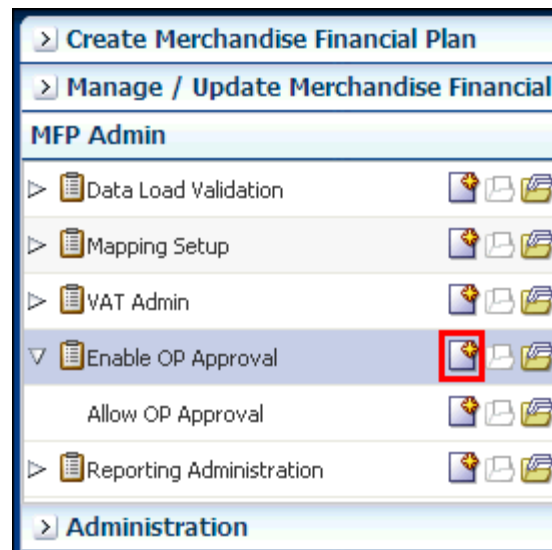 Create Merchandise Financial Plan
Manage / Update Merchandise Financial
MFP Admin
Data Load Validation
Mapping Setup
VAT Admin
Enable OP Approval
Allow OP Approval
Reporting Administration
Administration